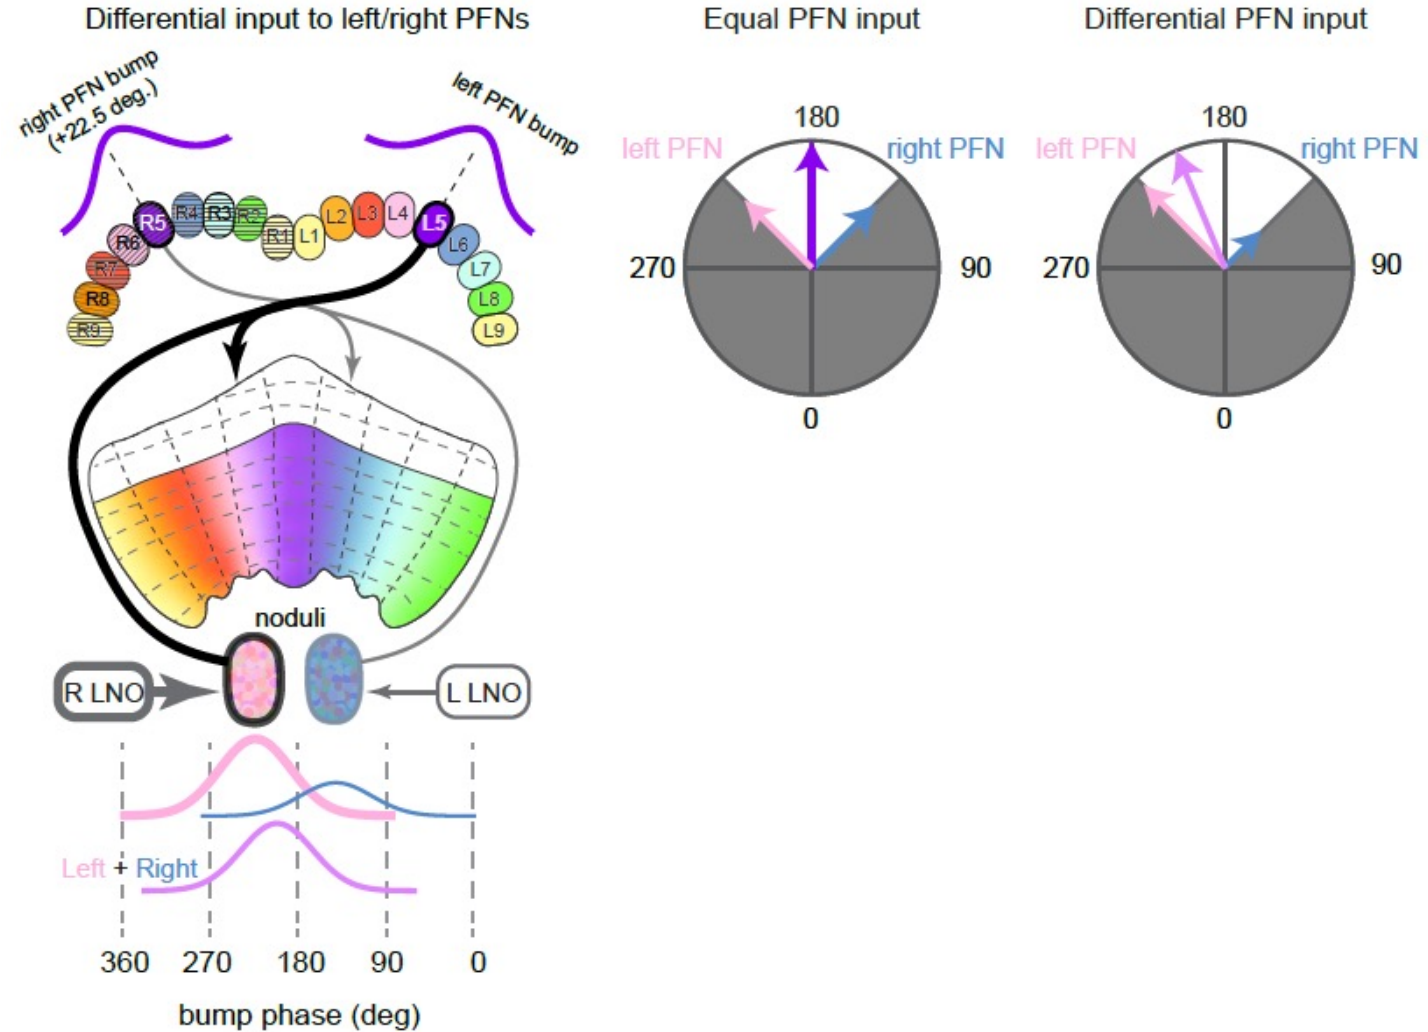 Differential input to left/right PFNs
Equal PFN input
Differential PFN input
right PFN bump
(+22.5 deg.)
left PFN bump
R5
R4
R3
R2
R1
L1
L2
L3
L4
L5
R6
L6
R7
L7
R8
L8
R9
L9
180
left PFN
right PFN
270
90
0
180
left PFN
right PFN
270
90
0
noduli
R LNO
L LNO
Left + Right
360
270
180
90
0
bump phase (deg)